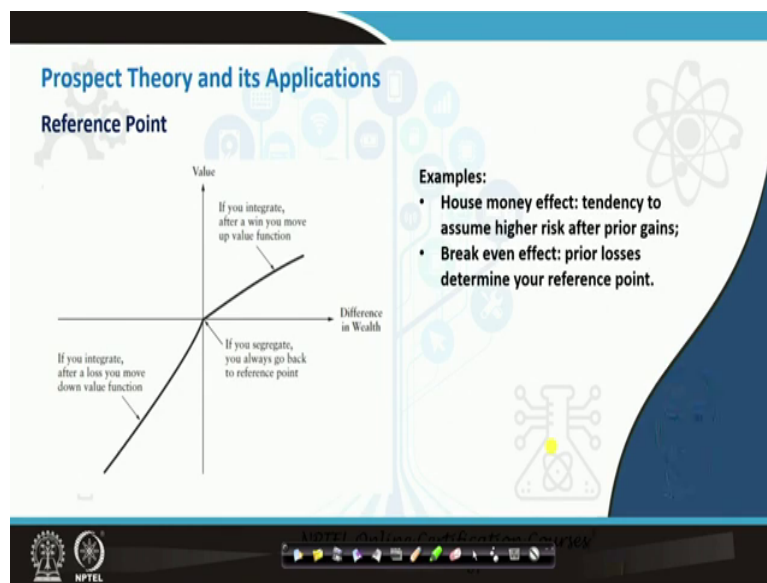 Prospect Theory and its Applications
Reference Point
Value
If you integrate,
after a win you move
up value function
Difference
in Wealth
If you segregate,
you always go back
to reference point
If you integrate,
after a loss you move
down value function
Examples:
• House money effect: tendency to
assume higher risk after prior gains;
• Break even effect: prior losses
determine your reference point.
NPTEL
NPTEL Online Certification Courses